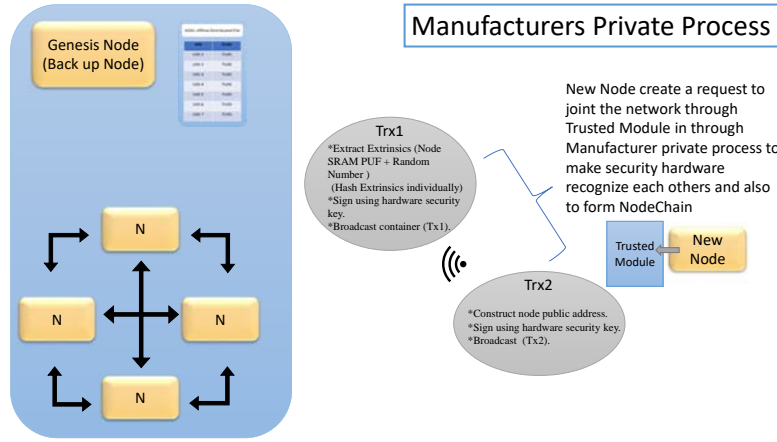 Manufacturers Private Process
Genesis Node
(Back up Node)
New Node create a request to
joint the network through
Trusted Module in through
Manufacturer private process to
make security hardware
recognize each others and also
to form NodeChain
Trx1
*Extract Extrinsics (Node
SRAM PUF + Random
Number )
(Hash Extrinsics individually)
*Sign using hardware security
key.
*Broadcast container (Tx1).
Trusted
Module
New
Node
Trx2
*Construct node public address.
*Sign using hardware security key.
*Broadcast (Tx2).
N
N
N
N